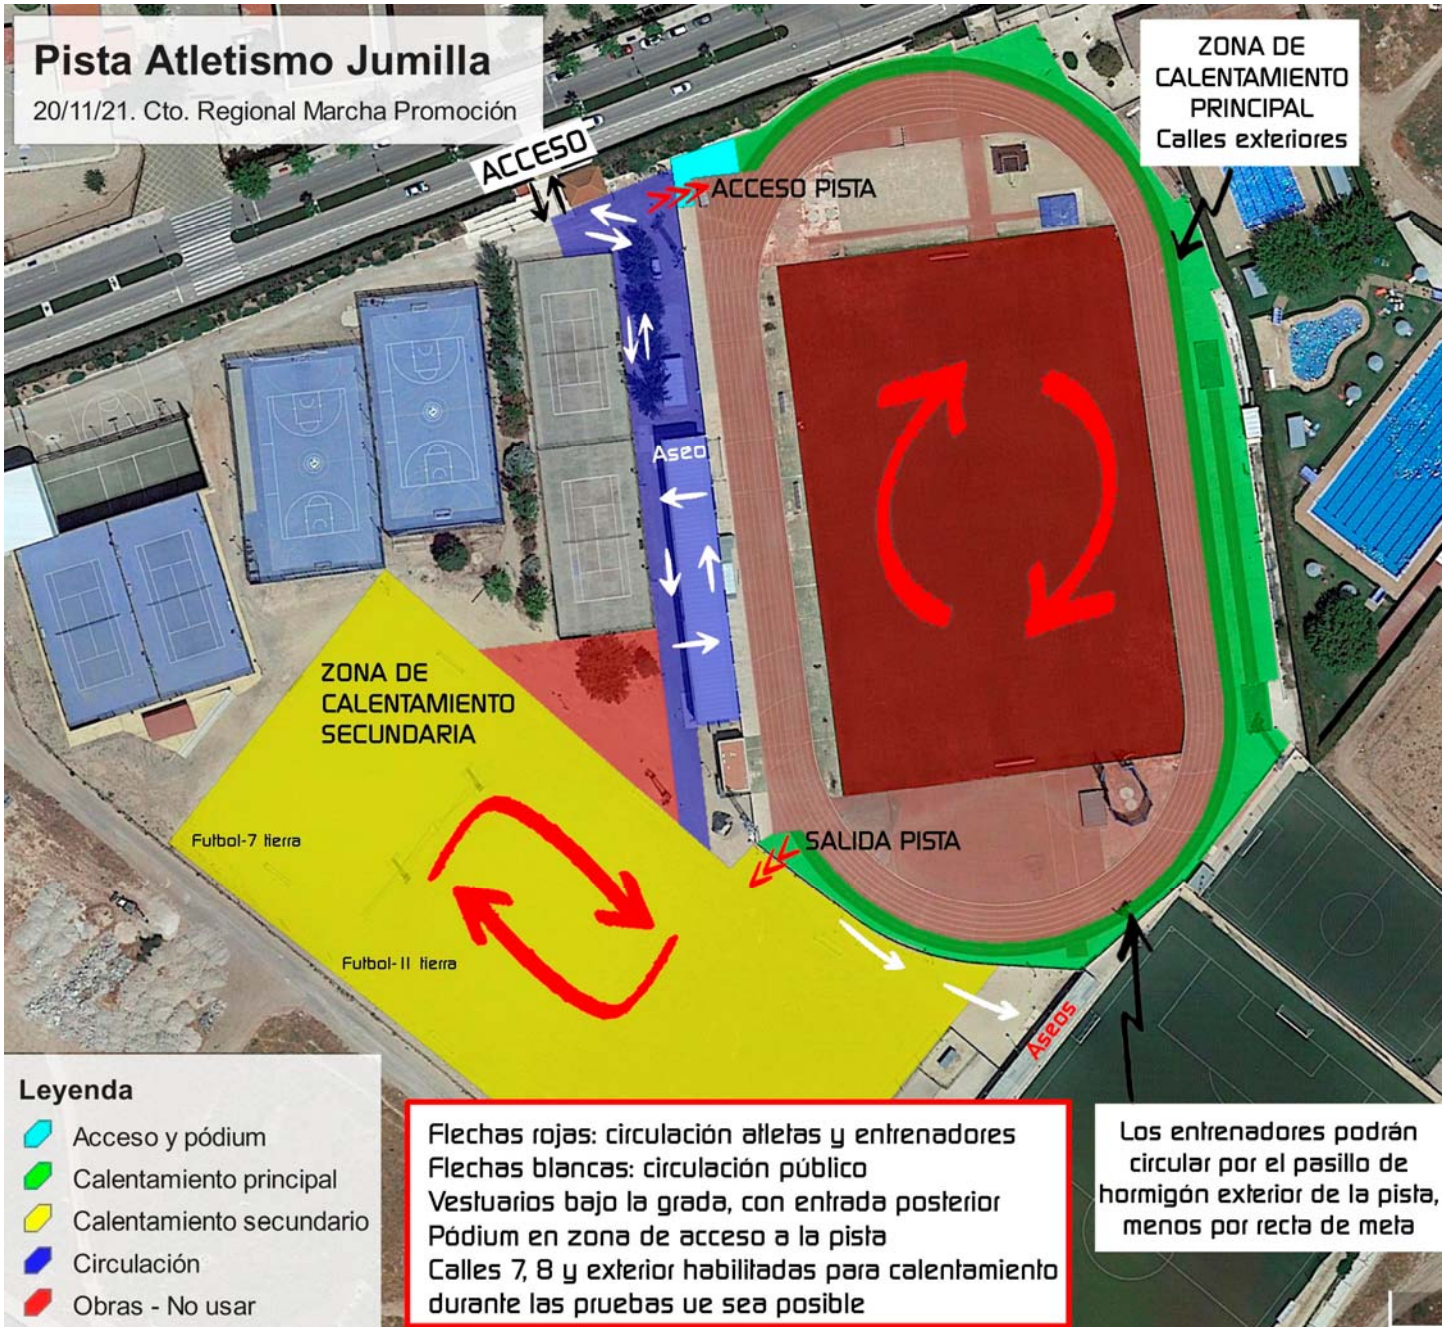 Pista Atletismo Jumilla
20/11/21. Cto. Regional Marcha Promoción
ACCESO
ACCESO PISTA
ZONA DE
CALENTAMIENTO
PRINCIPAL
Calles exteriores
Aseo
ZONA DE
CALENTAMIENTO
SECUNDARIA
Futbol-7 tierra
Futbol-11 tierra
SALIDA PISTA
Aseos
Leyenda
Acceso y pódium
Calentamiento principal
Calentamiento secundario
Circulación
Obras - No usar
Flechas rojas: circulación atletas y entrenadores
Flechas blancas: circulación público
Vestuarios bajo la grada, con entrada posterior
Pódium en zona de acceso a la pista
Calles 7, 8 y exterior habilitadas para calentamiento
durante las pruebas ue sea posible
Los entrenadores podrán
circular por el pasillo de
hormigón exterior de la pista,
menos por recta de meta